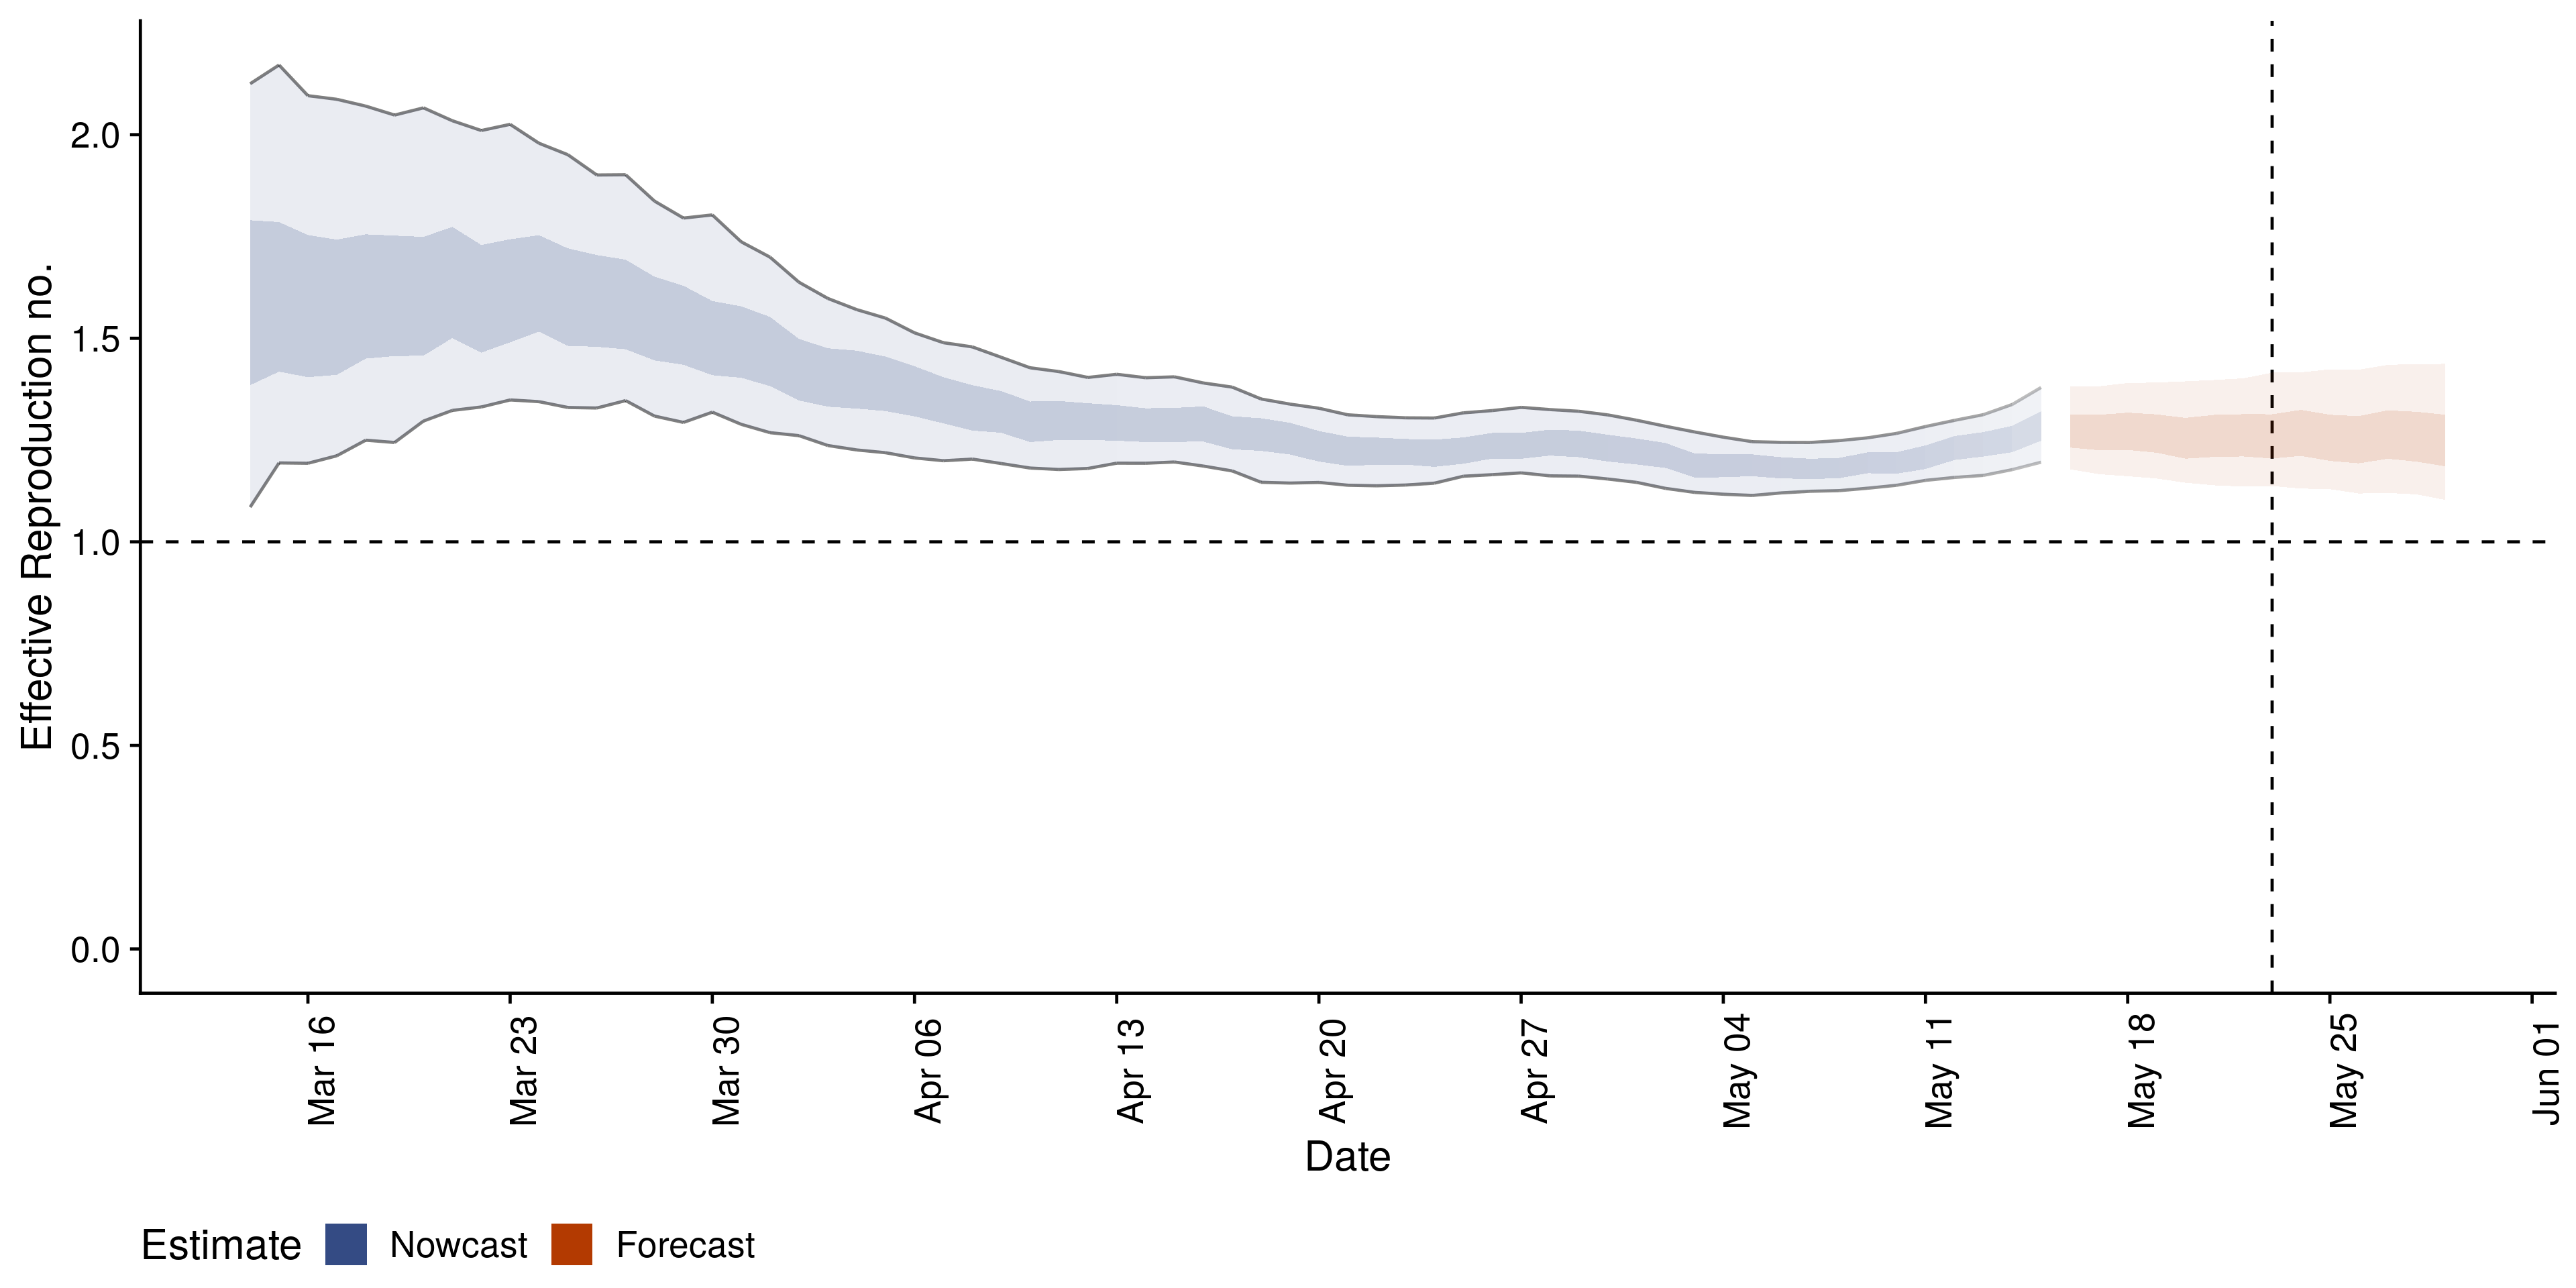 Effective Reproduction no.
2.0
1.5
1.0
0.5
0.0
Mar 16
Mar 23
Mar 30
Apr 06
Apr 13
Apr 20
Apr 27
May 04
May 11
May 18
May 25
Jun 01
Date
Estimate Nowcast Forecast